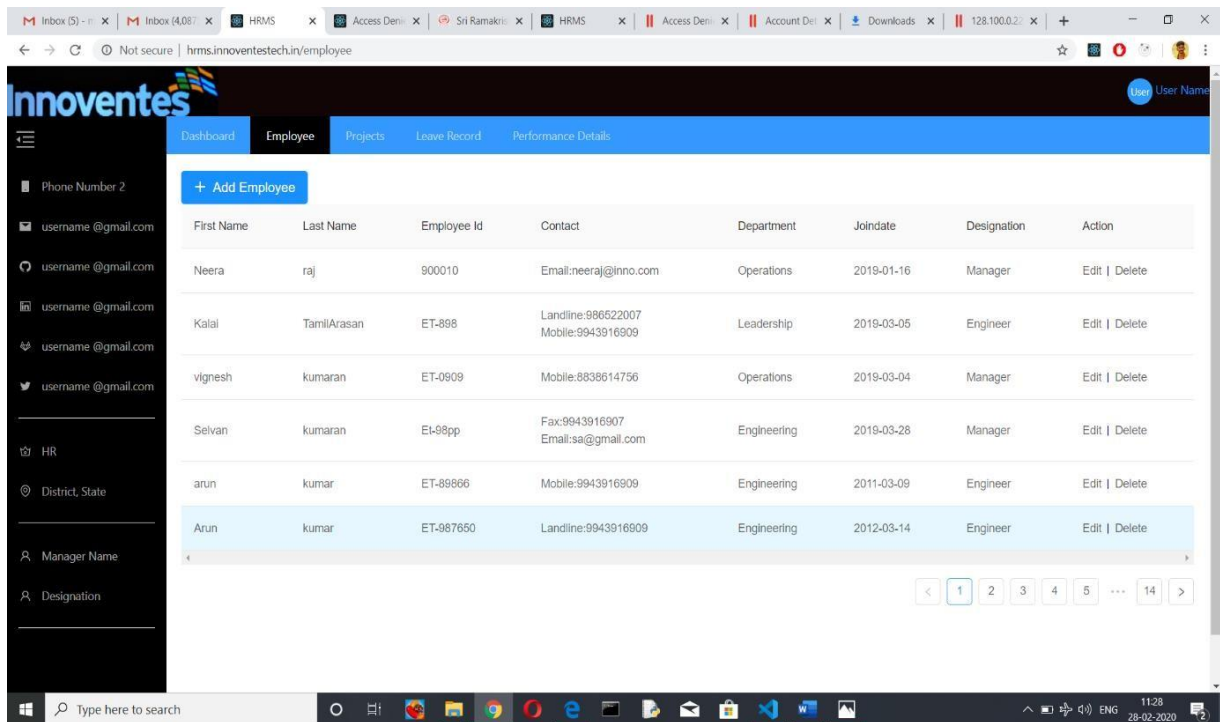 Inbox (5) - m
Inbox (4,087
HRMS
Access Deni
Sri Ramakris
HRMS
Access Deni
Account Det
Downloads
128.100.0.22
Not secure | hrms.innoventestech.in/employee
Innoventes
User User Name
Dashboard Employee Projects Leave Record Performance Details
Phone Number 2
username @gmail.com
username @gmail.com
username @gmail.com
username @gmail.com
username @gmail.com
HR
District, State
Manager Name
Designation
+ Add Employee
First Name Last Name Employee Id Contact Department Joindate Designation Action
Neera raj 900010 Email:neeraj@inno.com Operations 2019-01-16 Manager Edit | Delete
Kalai TamilArasan ET-898 Landline:986522007 Leadership 2019-03-05 Engineer Edit | Delete
Mobile:9943916909
vignesh kumaran ET-0909 Mobile:8838614756 Operations 2019-03-04 Manager Edit | Delete
Selvan kumaran Et-98pp Fax:9943916907 Engineering 2019-03-28 Manager Edit | Delete
Email:sa@gmail.com
arun kumar ET-89866 Mobile:9943916909 Engineering 2011-03-09 Engineer Edit | Delete
Arun kumar ET-987650 Landline:9943916909 Engineering 2012-03-14 Engineer Edit | Delete
< 1 2 3 4 5 ••• 14 >
Type here to search
ENG
11:28
28-02-2020
2